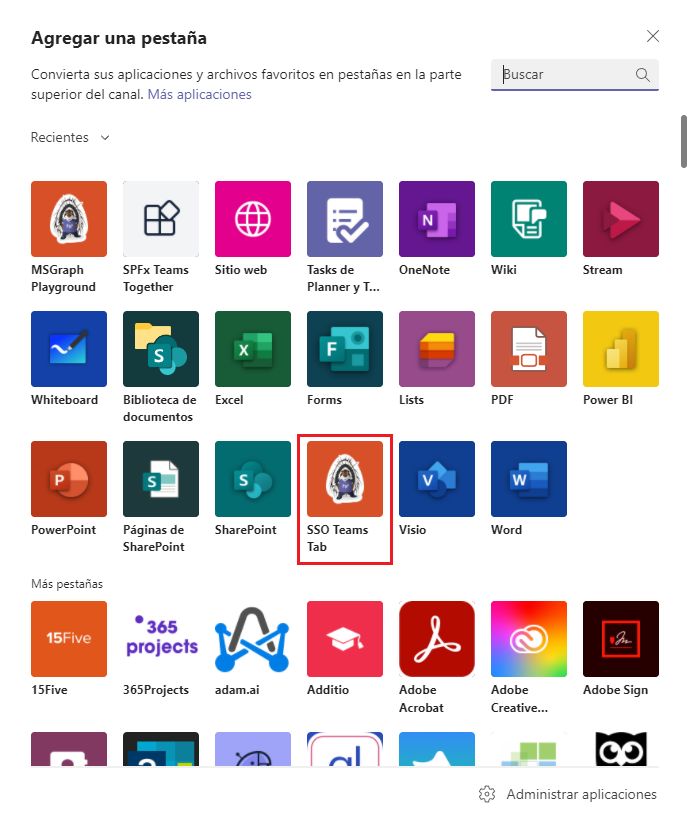 Agregar una pestaña
Convierta sus aplicaciones y archivos favoritos en pestañas en la parte
superior del canal. Más aplicaciones
Buscar
Recientes
MSGraph
Playground
SPFx Teams
Together
Sitio web
Tasks de
Planner y T...
N
OneNote
Wiki
Stream
Whiteboard
S
Biblioteca de
documentos
X
Excel
F
Forms
Lists
PDF
Power BI
P
PowerPoint
S
Páginas de
SharePoint
S
SharePoint
SSO Teams
Tab
V
Visio
W
Word
Más pestañas
15Five
15Five
365
projects
365Projects
adam.ai
Additio
Adobe
Acrobat
Adobe
Creative...
Adobe Sign
Administrar aplicaciones